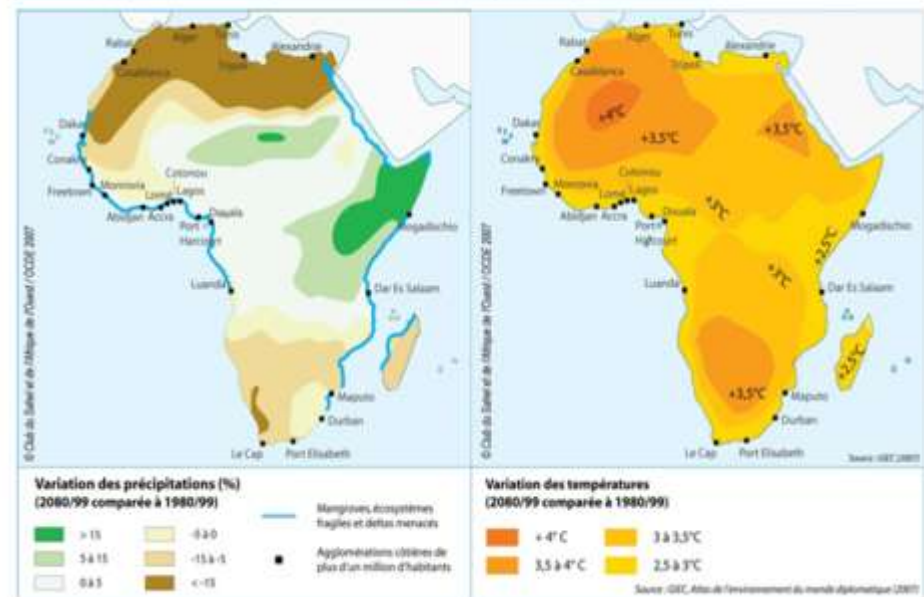 © Club du Sahel et de l'Afrique de l'Ouest / OCDE 2007
Rabat
Alger
Tunis
Casablanca
Tripoli
Alexandrie
Dakar
Conakry
Freetown
Monrovia
Cotonou
Lomé
Lagos
Abidjan
Accra
Port
Harcourt
Douala
Mogadischio
Luanda
Dar Es Salaam
Maputo
Durban
Le Cap
Port Elisabeth
Variation des précipitations (%)
(2080/99 comparée à 1980/99)
> 15
5 à 15
0 à 5
-5 à 0
-15 à -5
< -15
Mangroves, écosystèmes
fragiles et deltas menacés
Agglomérations côtières de
plus d'un million d'habitants
© Club du Sahel et de l'Afrique de l'Ouest / OCDE 2007
Rabat
Alger
Tunis
Casablanca
Tripoli
Alexandrie
+4°C
+3,5°C
+3,5°C
Dakar
Conakry
Freetown
Monrovia
Cotonou
Lomé
Lagos
Abidjan
Accra
Port
Harcourt
Douala
+3°C
Mogadischio
+2,5°C
+3°C
Luanda
Dar Es Salaam
+2,5°C
+3,5°C
Maputo
Durban
Le Cap
Port Elisabeth
Source : GIEC (2007)
Variation des températures
(2080/99 comparée à 1980/99)
+ 4° C
3,5 à 4° C
3 à 3,5°C
2,5 à 3°C
Source : GIEC, Atlas de l'environnement du monde diplomatique (2007)